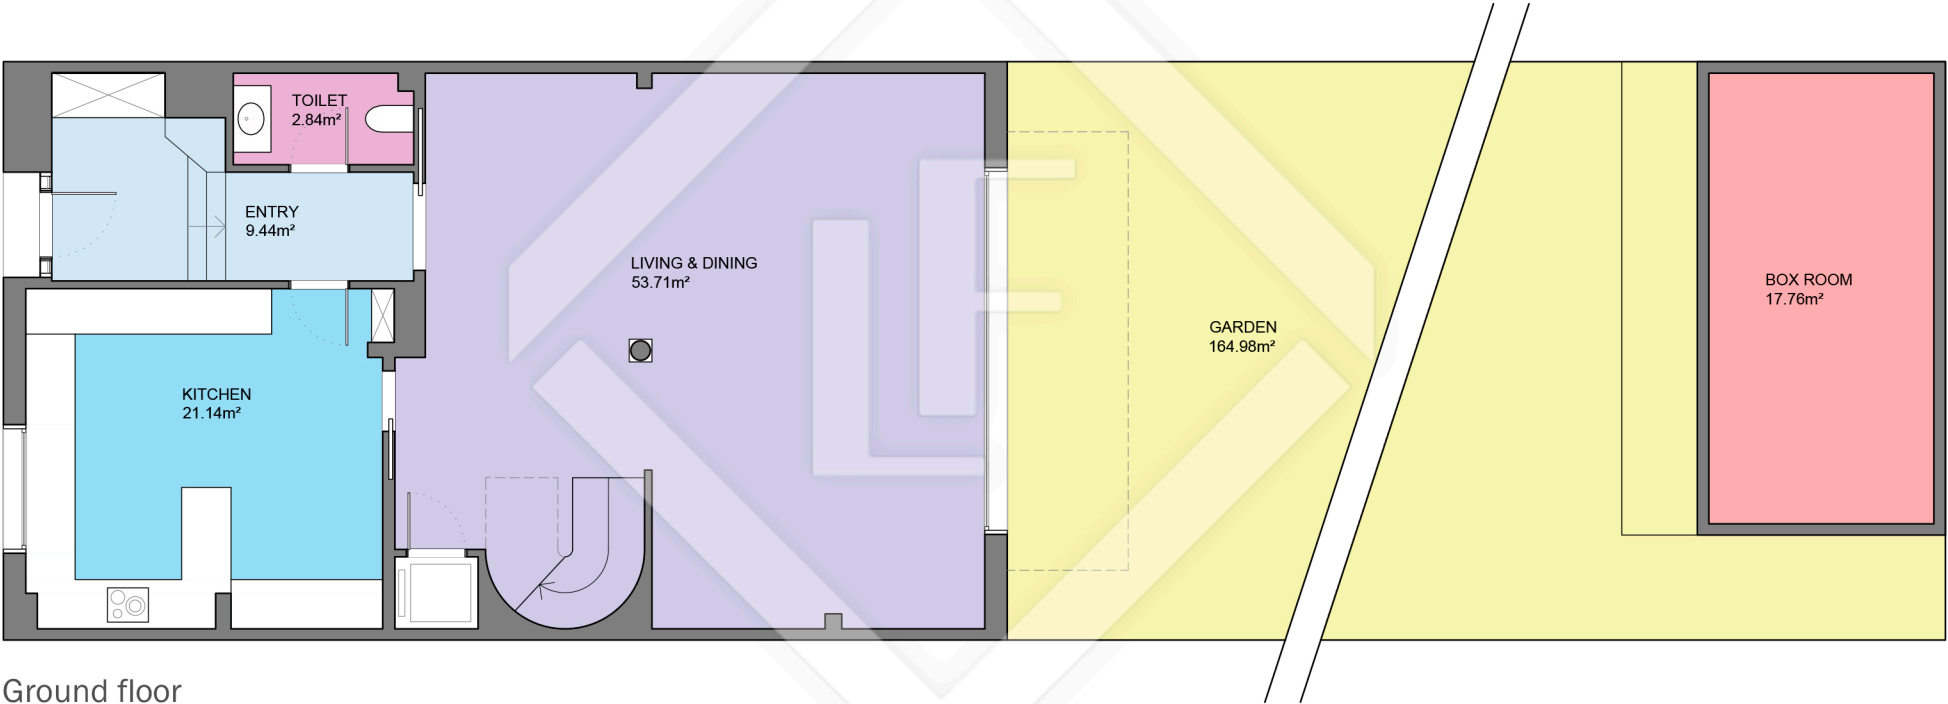 TOILET
2.84m²
ENTRY
9.44m²
LIVING & DINING
53.71m²
BOX ROOM
17.76m²
GARDEN
164.98m²
KITCHEN
21.14m²
Ground floor